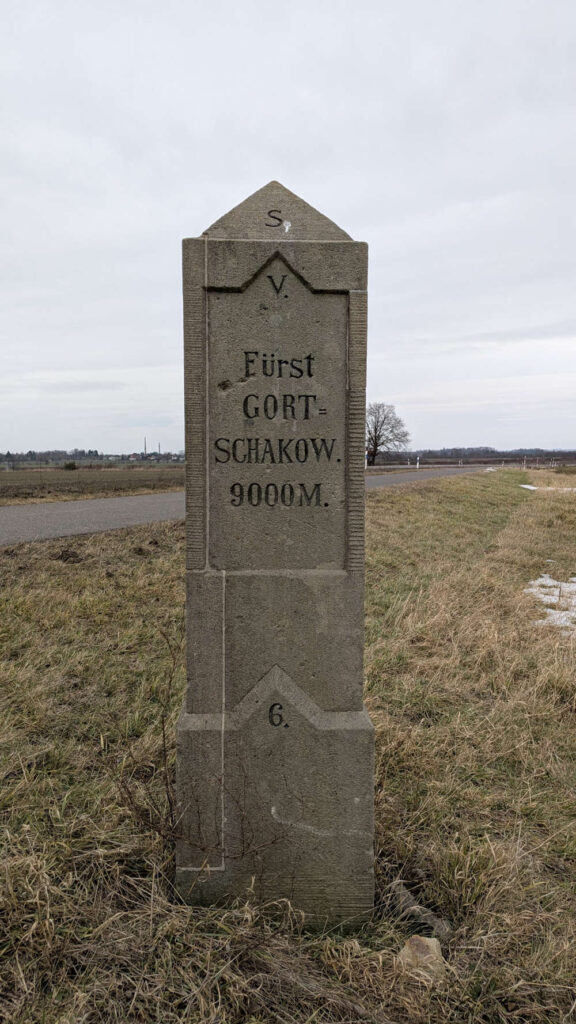 S
V.
Fürst
GORT=
SCHAKOW.
9000M.
6.